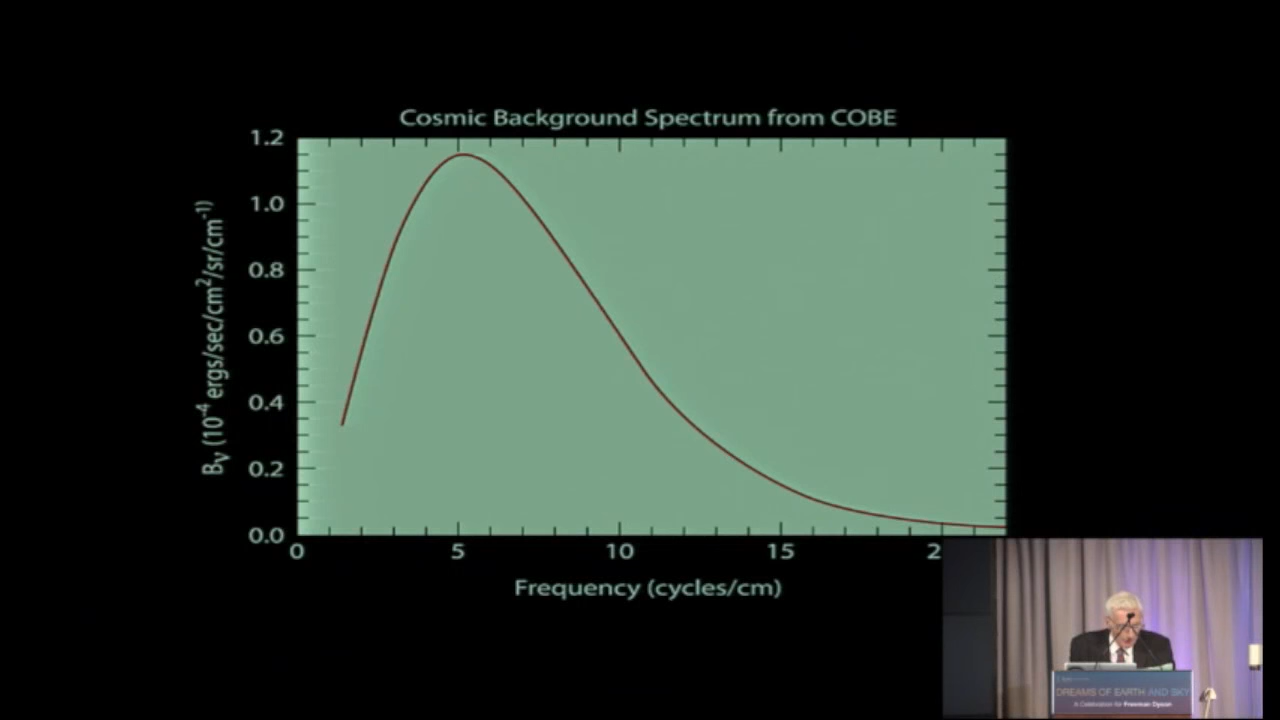 Cosmic Background Spectrum from COBE
1.2
1.0
0.8
0.6
0.4
0.2
0.0
Bν (10⁻⁴ ergs/sec/cm²/sr/cm⁻¹)
0 5 10 15 2
Frequency (cycles/cm)
DREAMS OF EARTH AND SKY
A Celebration for Freeman Dyson